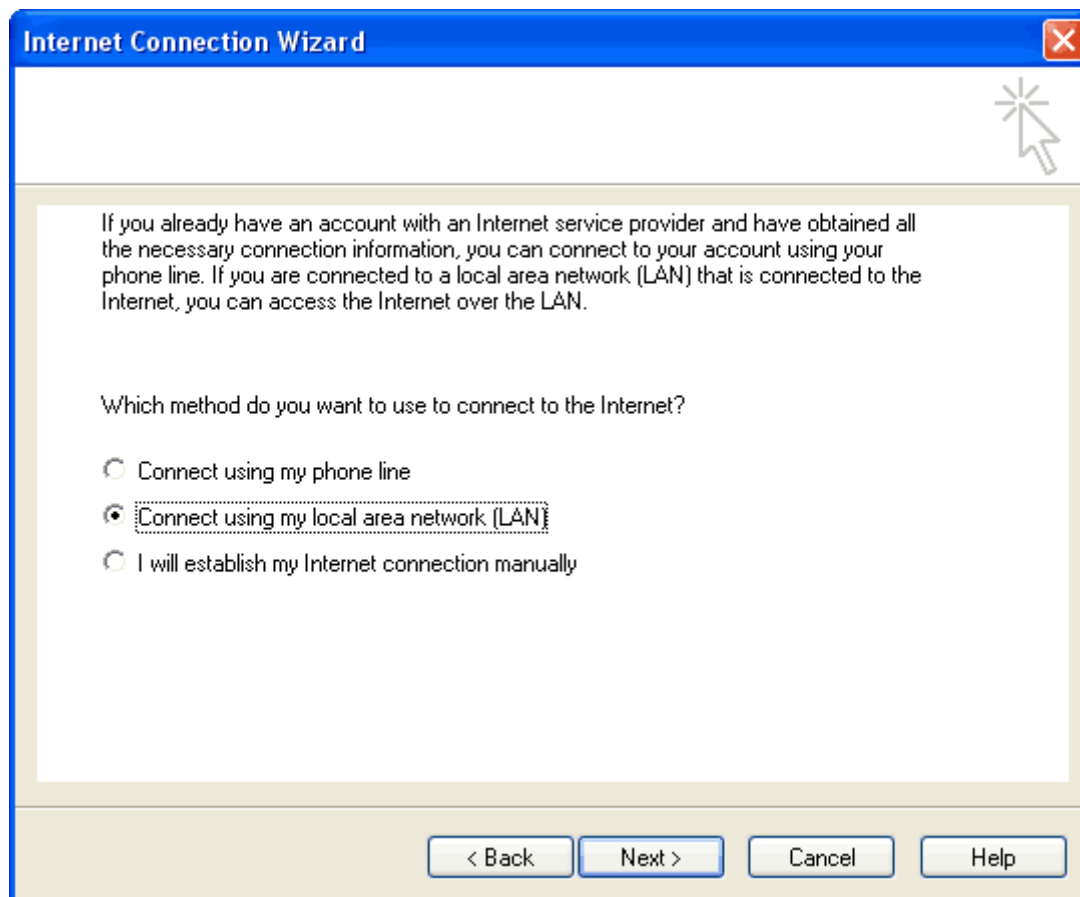 Internet Connection Wizard
If you already have an account with an Internet service provider and have obtained all
the necessary connection information, you can connect to your account using your
phone line. If you are connected to a local area network (LAN) that is connected to the
Internet, you can access the Internet over the LAN.
Which method do you want to use to connect to the Internet?
Connect using my phone line
Connect using my local area network (LAN)
I will establish my Internet connection manually
< Back Next > Cancel Help